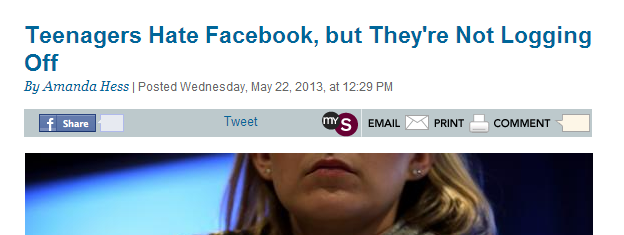 Teenagers Hate Facebook, but They're Not Logging
Off
By Amanda Hess | Posted Wednesday, May 22, 2013, at 12:29 PM
f Share Tweet my S EMAIL PRINT COMMENT